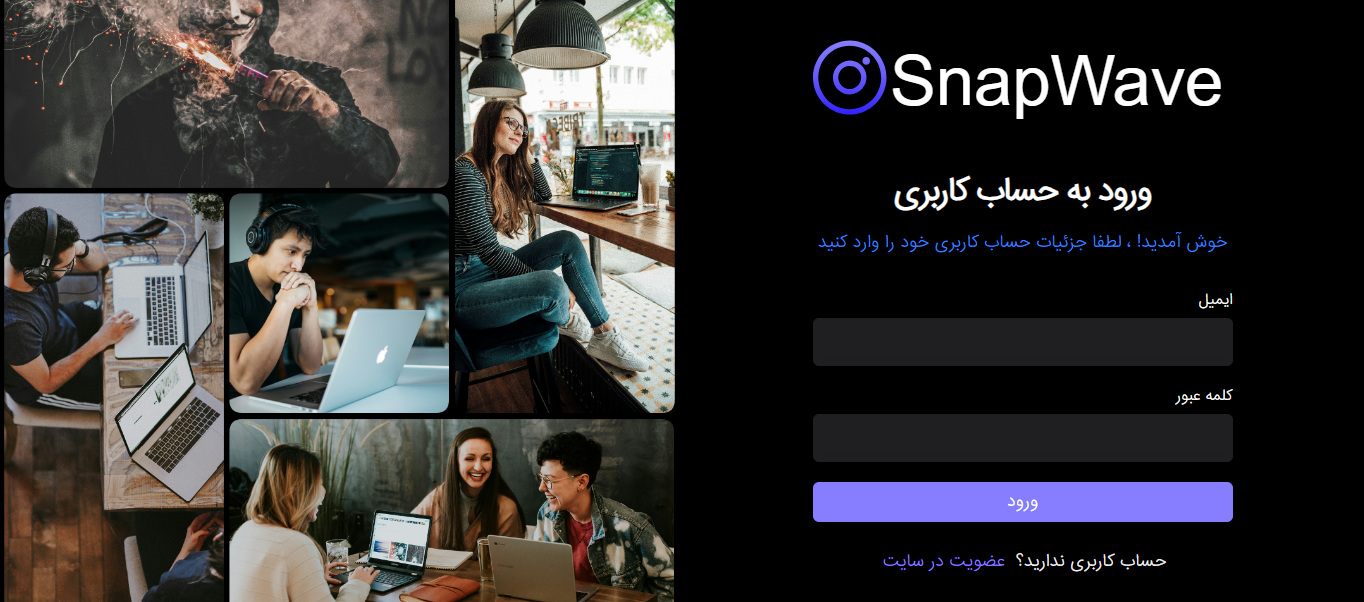 SnapWave
ورود به حساب کاربری
خوش آمدید! ، لطفا جزئیات حساب کاربری خود را وارد کنید
ایمیل
کلمه عبور
ورود
حساب کاربری ندارید؟ عضویت در سایت